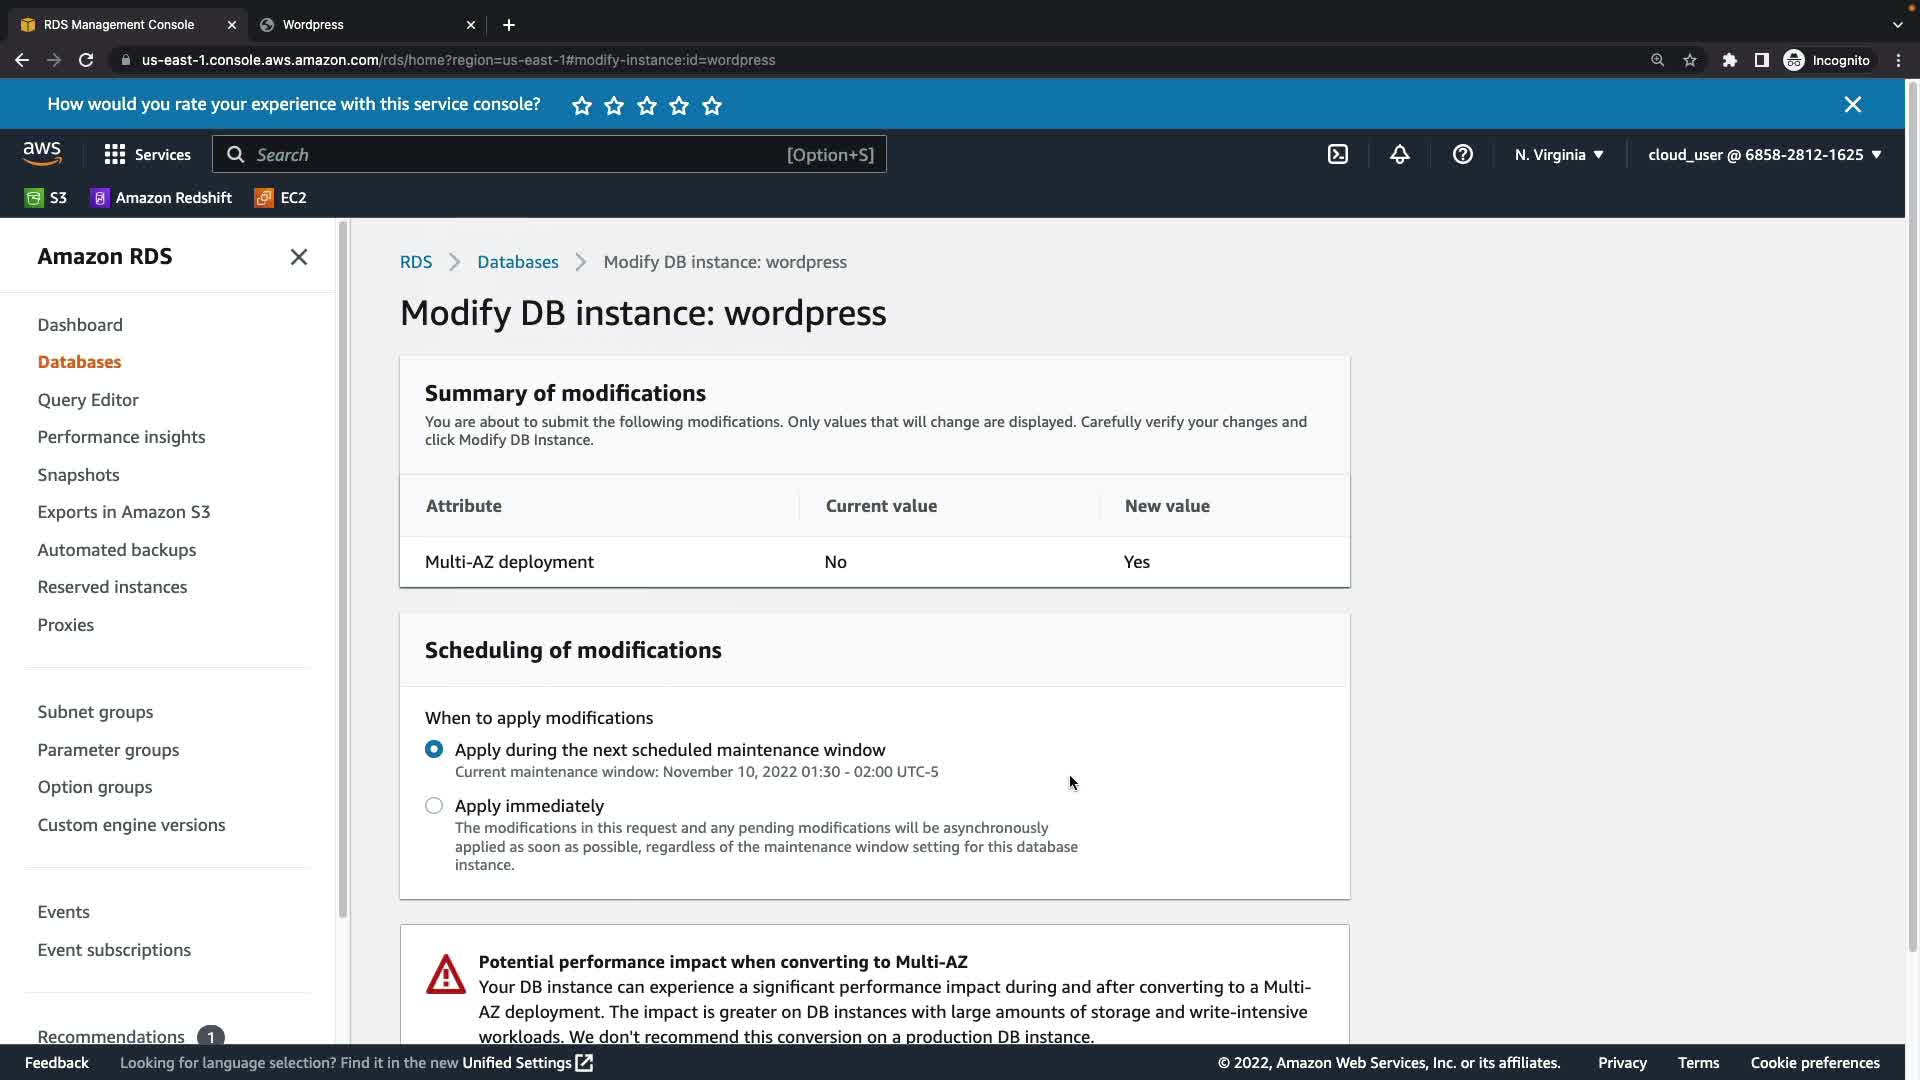 RDS Management Console
Wordpress
us-east-1.console.aws.amazon.com/rds/home?region=us-east-1#modify-instance:id=wordpress
Incognito
How would you rate your experience with this service console?
aws
Services
Search
[Option+S]
N. Virginia
cloud_user @ 6858-2812-1625
S3
Amazon Redshift
EC2
Amazon RDS
Dashboard
Databases
Query Editor
Performance insights
Snapshots
Exports in Amazon S3
Automated backups
Reserved instances
Proxies
Subnet groups
Parameter groups
Option groups
Custom engine versions
Events
Event subscriptions
Recommendations 1
RDS > Databases > Modify DB instance: wordpress
Modify DB instance: wordpress
Summary of modifications
You are about to submit the following modifications. Only values that will change are displayed. Carefully verify your changes and
click Modify DB Instance.
Attribute Current value New value
Multi-AZ deployment No Yes
Scheduling of modifications
When to apply modifications
Apply during the next scheduled maintenance window
Current maintenance window: November 10, 2022 01:30 - 02:00 UTC-5
Apply immediately
The modifications in this request and any pending modifications will be asynchronously
applied as soon as possible, regardless of the maintenance window setting for this database
instance.
Potential performance impact when converting to Multi-AZ
Your DB instance can experience a significant performance impact during and after converting to a Multi-
AZ deployment. The impact is greater on DB instances with large amounts of storage and write-intensive
workloads. We don't recommend this conversion on a production DB instance.
Feedback
Looking for language selection? Find it in the new Unified Settings
© 2022, Amazon Web Services, Inc. or its affiliates.
Privacy
Terms
Cookie preferences